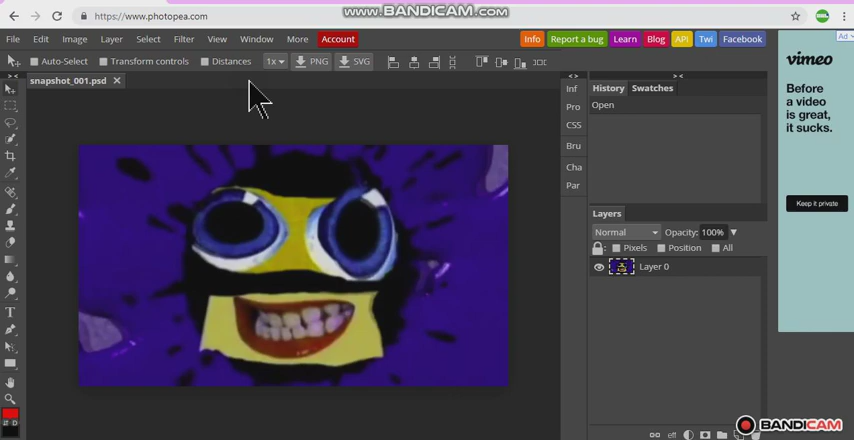 www.BANDICAM.com
https://www.photopea.com
File Edit Image Layer Select Filter View Window More Account Info Report a bug Learn Blog API Twi Facebook
Auto-Select Transform controls Distances 1x PNG SVG
snapshot_001.psd
Inf
Pro
CSS
Bru
Cha
Par
History Swatches
Open
Layers
Normal Opacity: 100%
Pixels Position All
Layer 0
eff
Ad
vimeo
Before
a video
is great,
it sucks.
Keep it private
BANDICAM